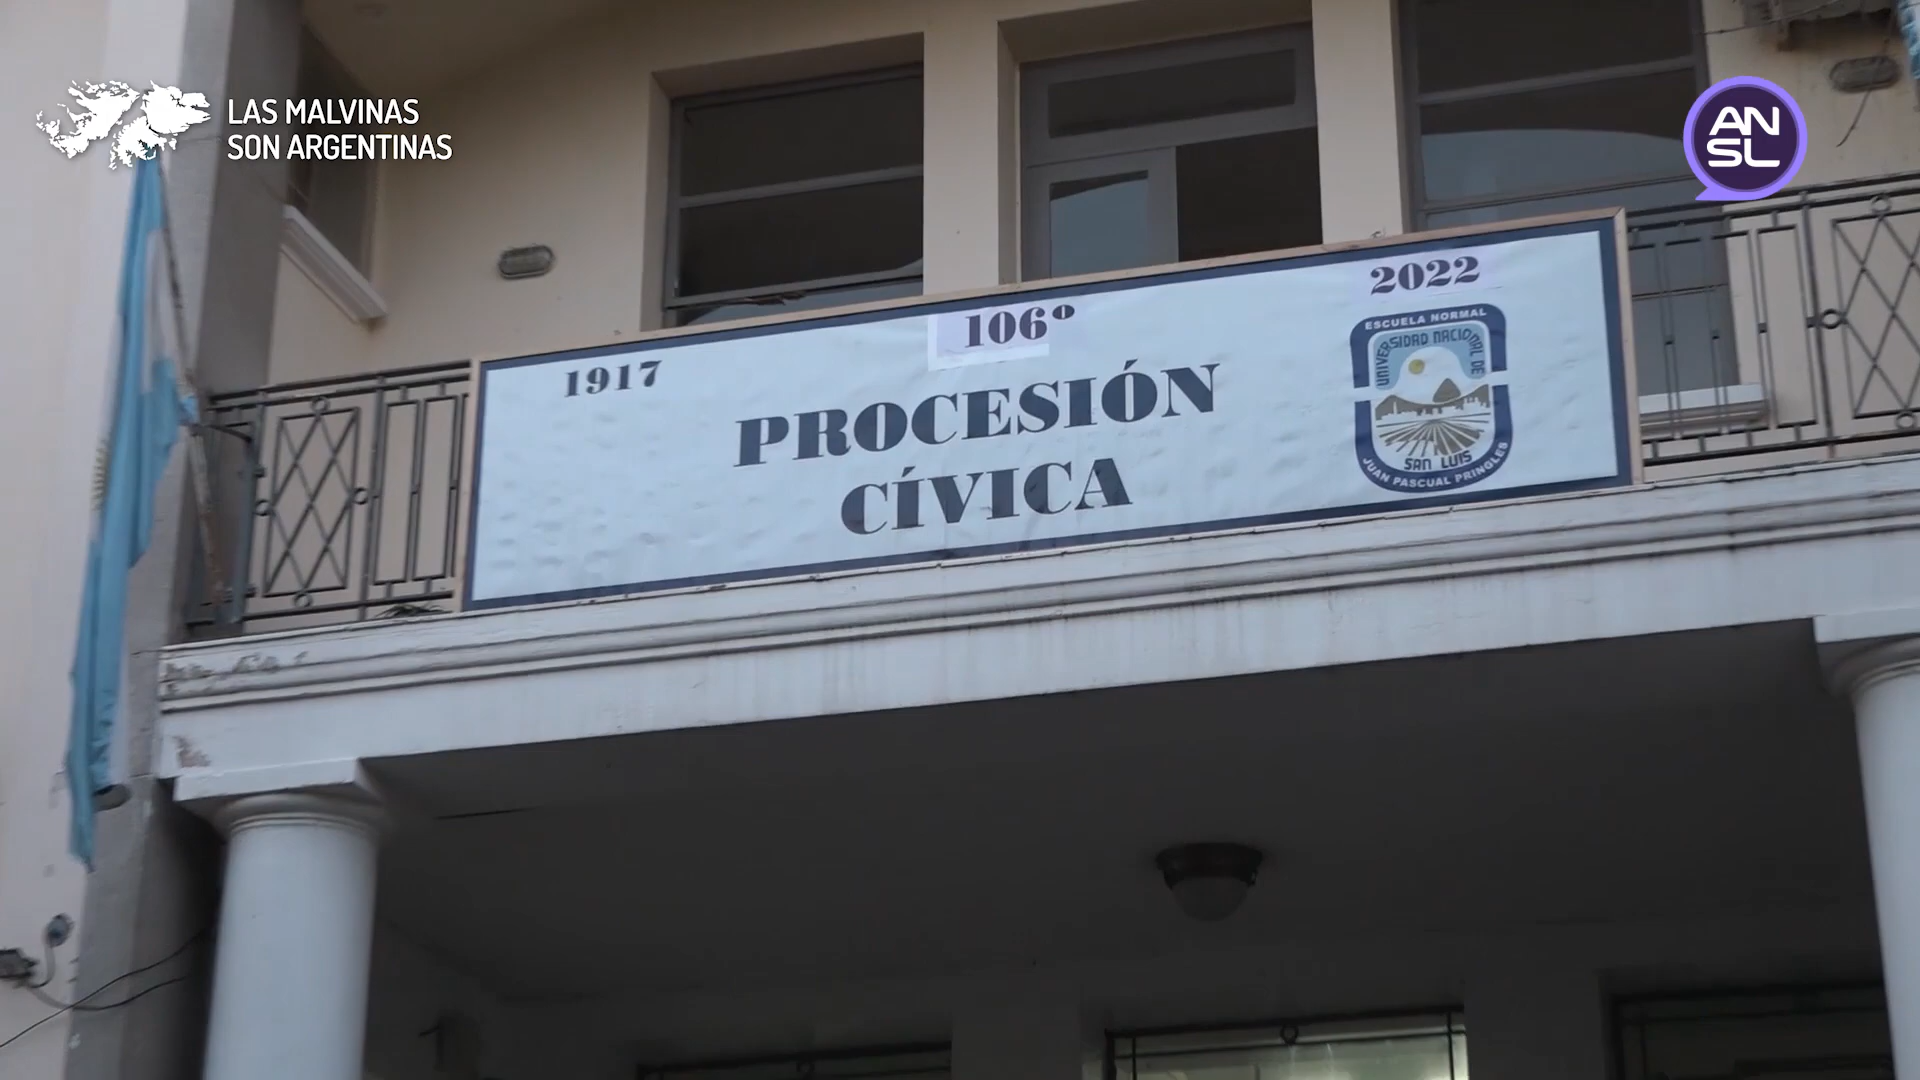 LAS MALVINAS
SON ARGENTINAS
AN
SL
1917
106º
2022
PROCESIÓN
CÍVICA
ESCUELA NORMAL
UNIVERSIDAD NACIONAL DE
SAN LUIS
JUAN PASCUAL PRINGLES